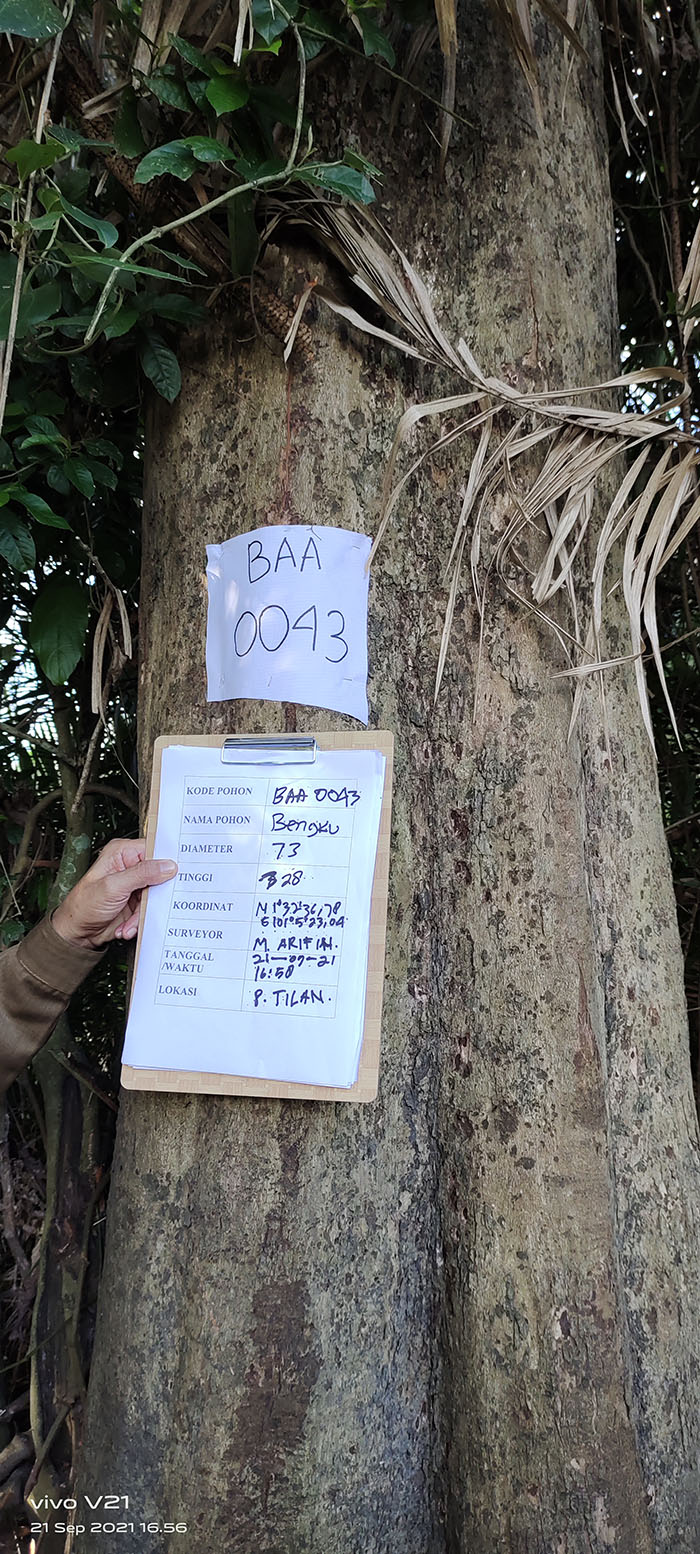 BAA
0043
KODE POHON BAA 0043
NAMA POHON Bengku
DIAMETER 73
TINGGI 28
KOORDINAT N 1°32'36,78
E 101°5'23,04
SURVEYOR M. ARIFIN.
TANGGAL 21-09-21
/WAKTU 16:58
LOKASI P. TILAN.
vivo V21
21 Sep 2021 16.56